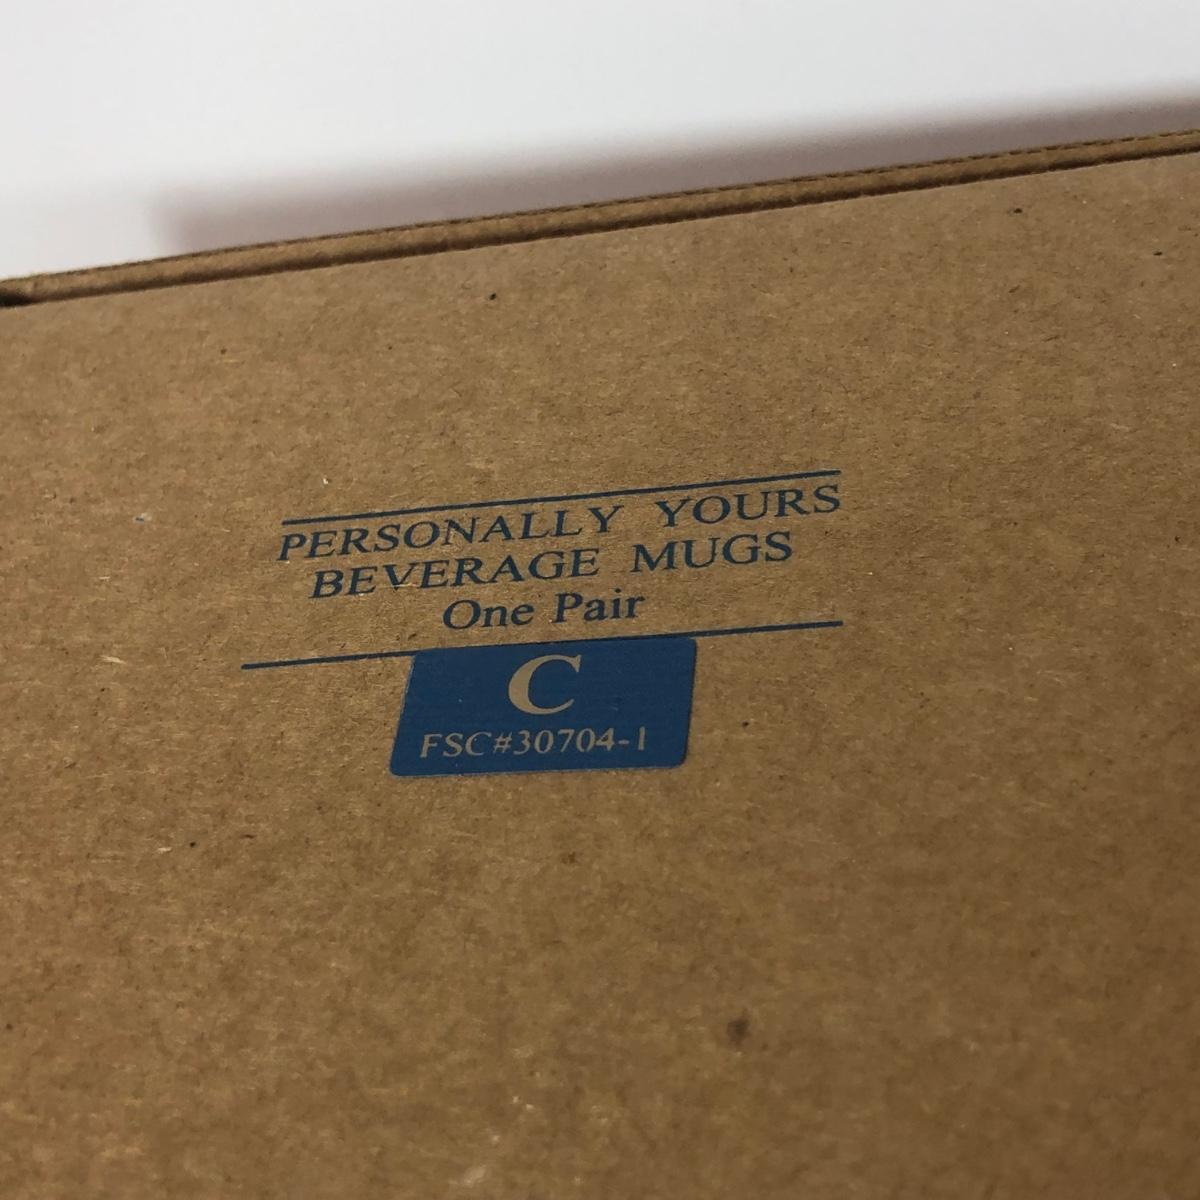 PERSONALLY YOURS
BEVERAGE MUGS
One Pair
C
FSC#30704-1